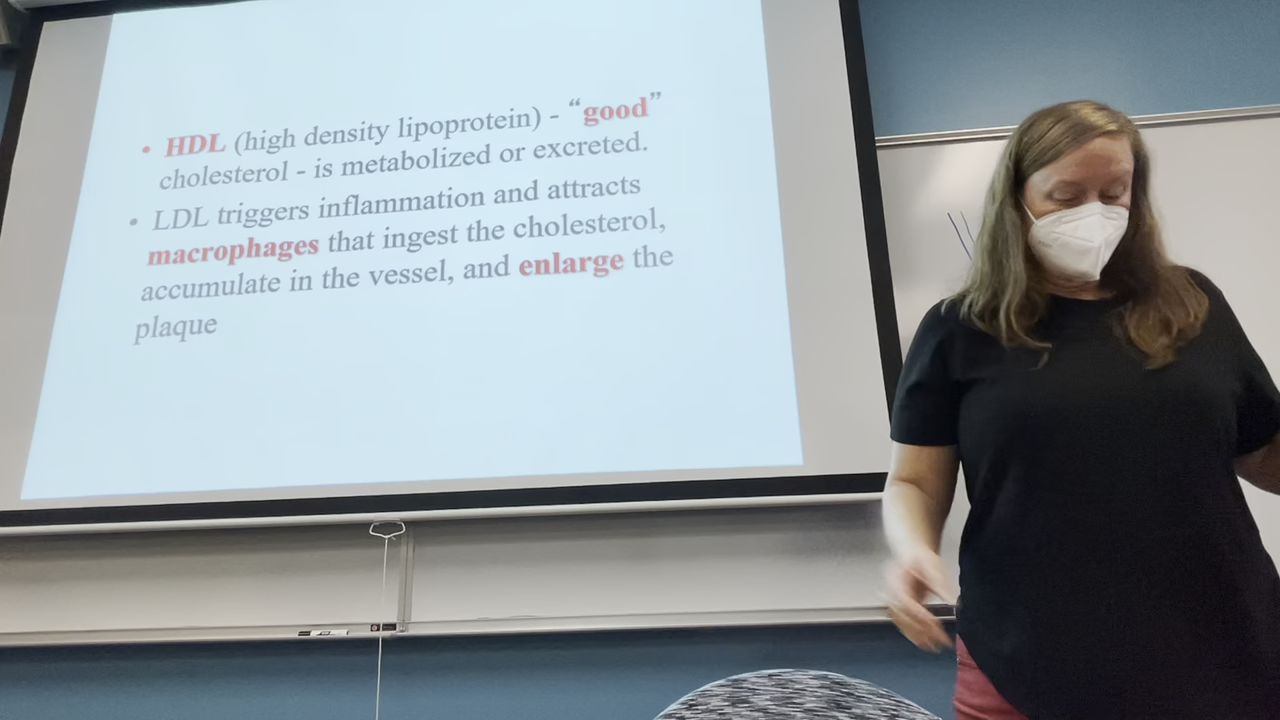 • HDL (high density lipoprotein) - “good”
cholesterol - is metabolized or excreted.
• LDL triggers inflammation and attracts
macrophages that ingest the cholesterol,
accumulate in the vessel, and enlarge the
plaque